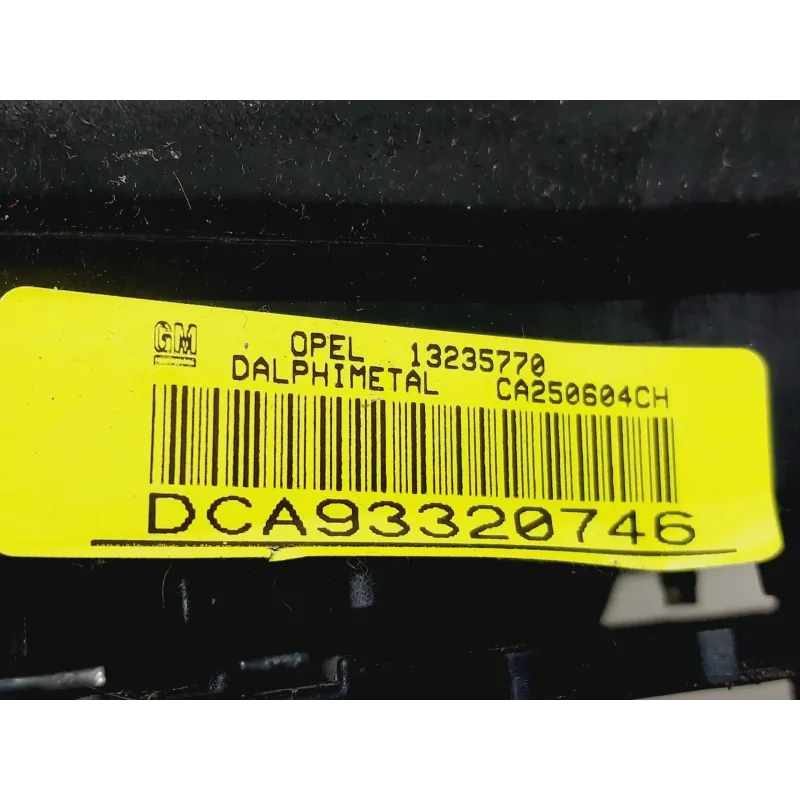 GM OPEL 13235770
DALPHIMETAL CA250604CH
DCA93320746